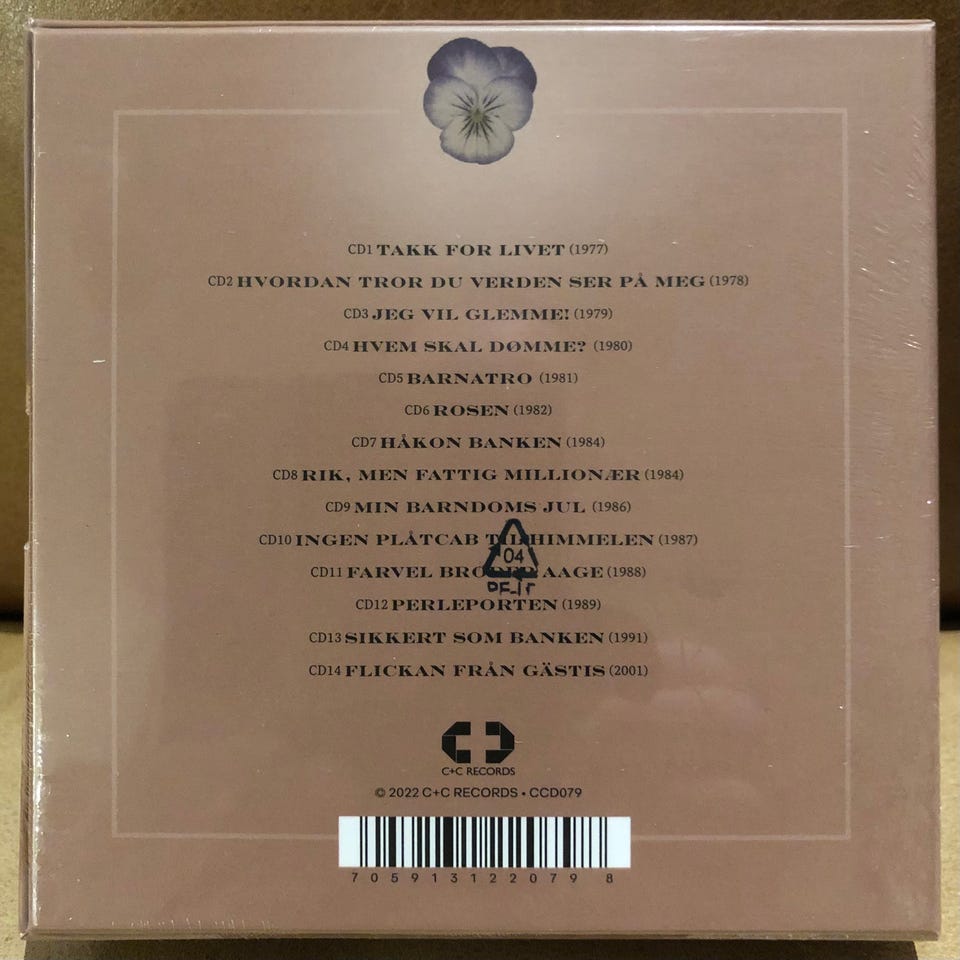 CD1 TAKK FOR LIVET (1977)
CD2 HVORDAN TROR DU VERDEN SER PÅ MEG (1978)
CD3 JEG VIL GLEMME! (1979)
CD4 HVEM SKAL DØMME? (1980)
CD5 BARNATRO (1981)
CD6 ROSEN (1982)
CD7 HÅKON BANKEN (1984)
CD8 RIK, MEN FATTIG MILLIONÆR (1984)
CD9 MIN BARNDOMS JUL (1986)
CD10 INGEN PLÅTCAB TIL HIMMELEN (1987)
04
CD11 FARVEL BRODER AAGE (1988)
CD12 PERLEPORTEN (1989)
CD13 SIKKERT SOM BANKEN (1991)
CD14 FLICKAN FRÅN GÄSTIS (2001)
C+C RECORDS
© 2022 C+C RECORDS • CCD079
7059131220798